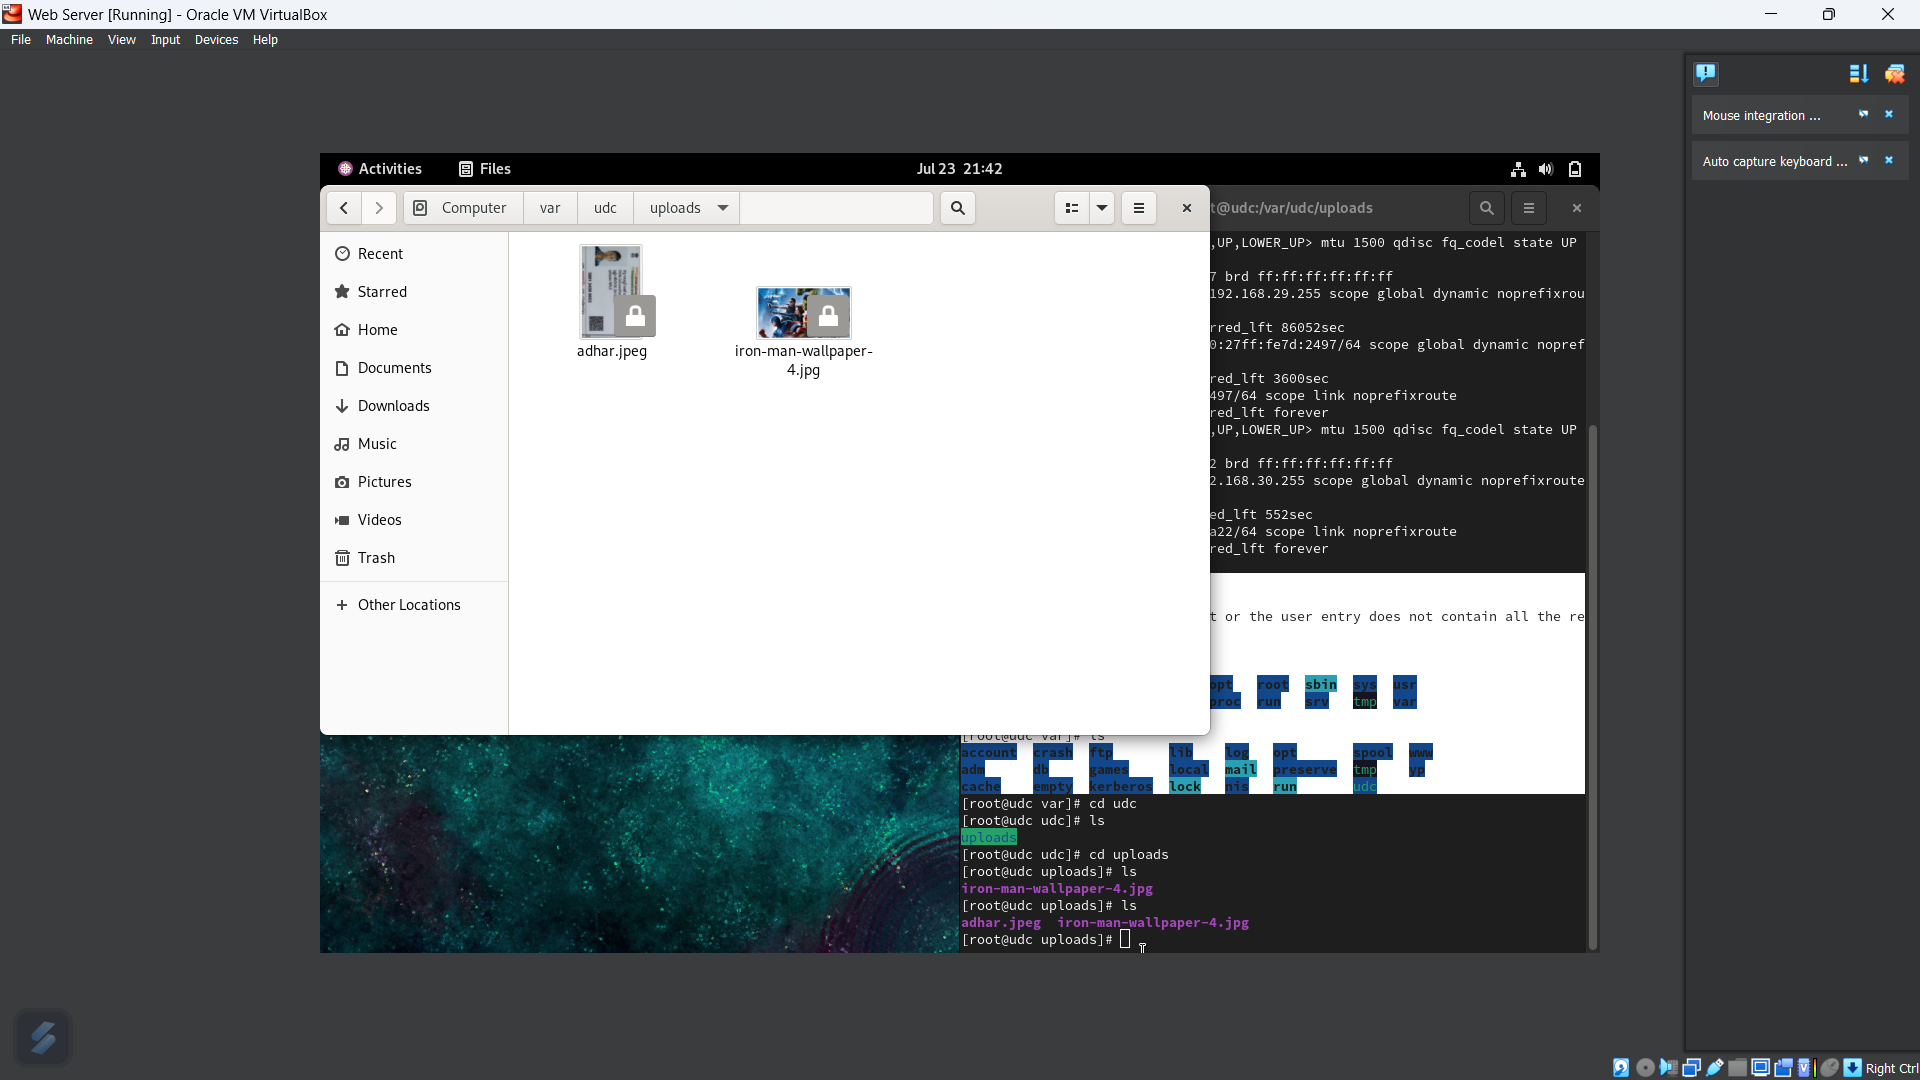 Web Server [Running] - Oracle VM VirtualBox
File Machine View Input Devices Help
Mouse integration ...
Auto capture keyboard ...
Activities Files Jul 23 21:42
Computer var udc uploads
t@udc:/var/udc/uploads
Recent
Starred
Home
Documents
Downloads
Music
Pictures
Videos
Trash
Other Locations
adhar.jpeg
iron-man-wallpaper-
4.jpg
,UP,LOWER_UP> mtu 1500 qdisc fq_codel state UP
7 brd ff:ff:ff:ff:ff:ff
192.168.29.255 scope global dynamic noprefixrou
rred_lft 86052sec
0:27ff:fe7d:2497/64 scope global dynamic nopref
red_lft 3600sec
497/64 scope link noprefixroute
red_lft forever
,UP,LOWER_UP> mtu 1500 qdisc fq_codel state UP
2 brd ff:ff:ff:ff:ff:ff
2.168.30.255 scope global dynamic noprefixroute
ed_lft 552sec
a22/64 scope link noprefixroute
red_lft forever
t or the user entry does not contain all the re
opt root sbin sys usr
proc run srv tmp var
[root@udc var]# ls
account crash ftp lib log opt spool www
adm db games local mail preserve tmp yp
cache empty kerberos lock nis run udc
[root@udc var]# cd udc
[root@udc udc]# ls
uploads
[root@udc udc]# cd uploads
[root@udc uploads]# ls
iron-man-wallpaper-4.jpg
[root@udc uploads]# ls
adhar.jpeg iron-man-wallpaper-4.jpg
[root@udc uploads]#
Right Ctrl